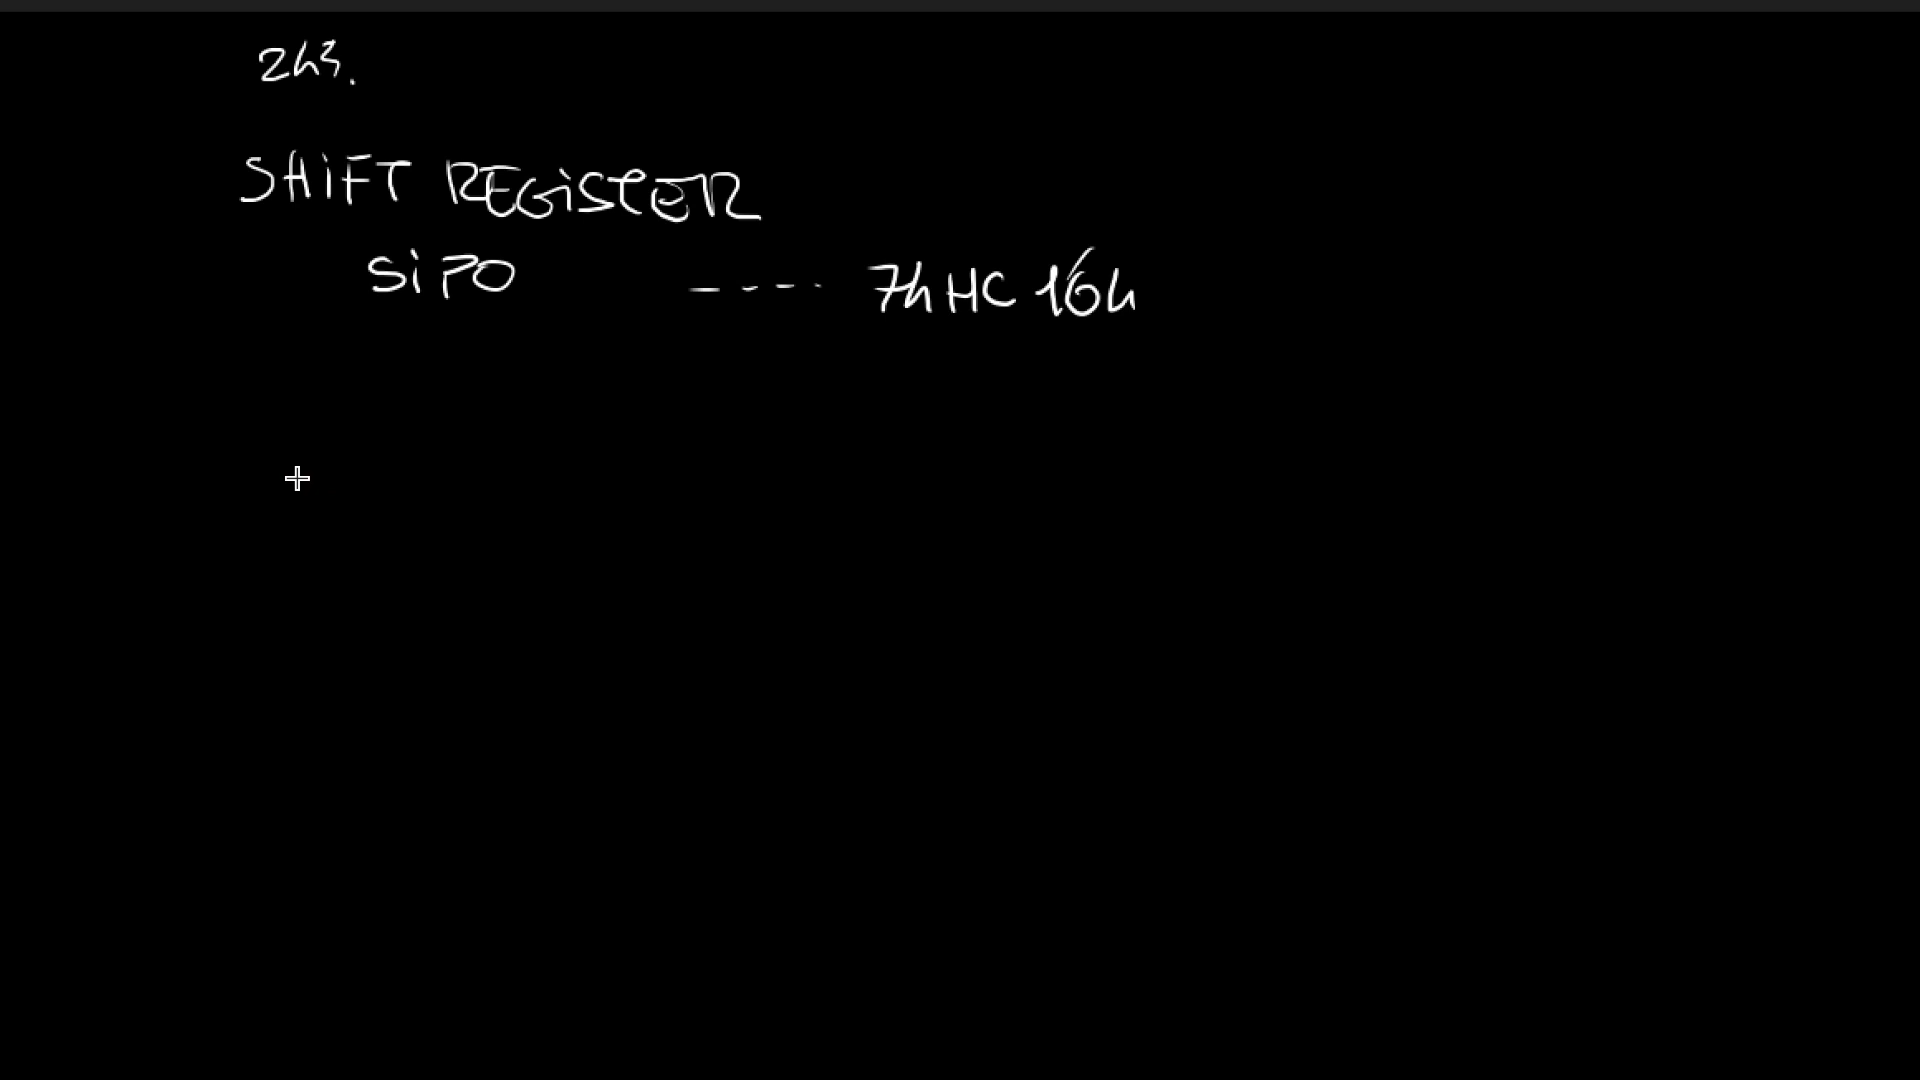 243.
SHiFT REGiSTER
SiPO ---- 74HC164